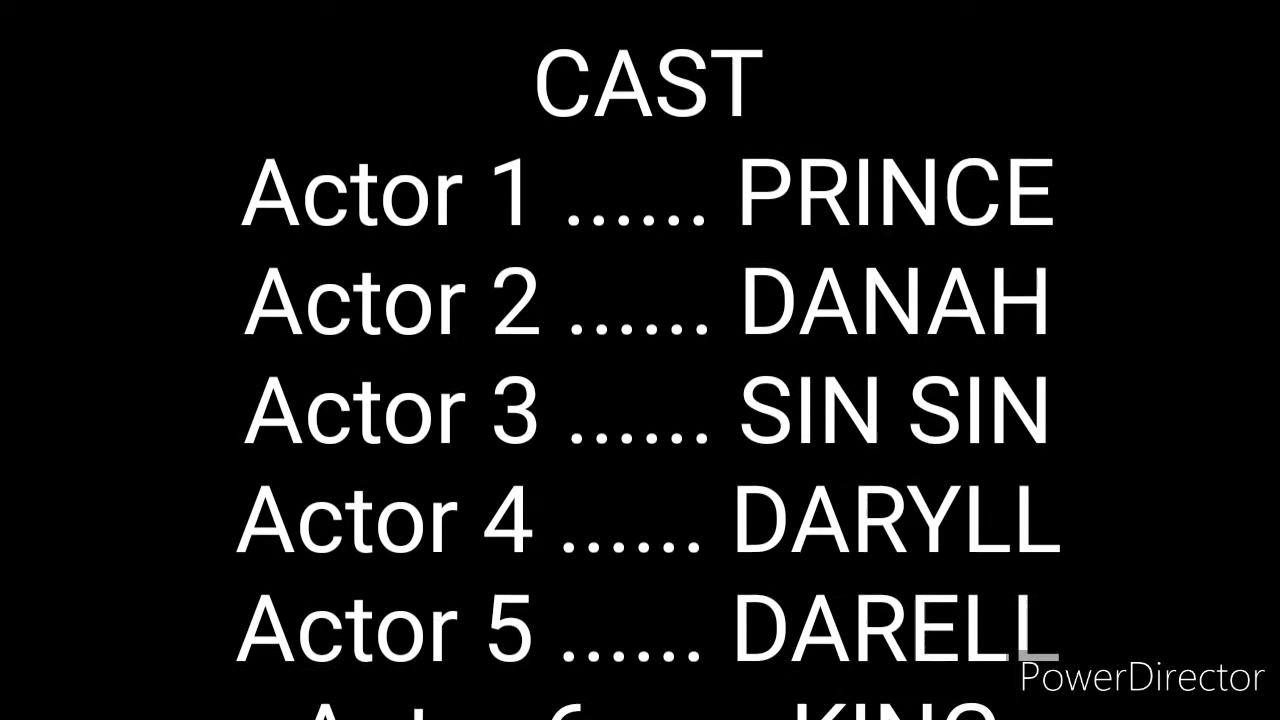 CAST
Actor 1 ...... PRINCE
Actor 2 ...... DANAH
Actor 3 ...... SIN SIN
Actor 4 ...... DARYLL
Actor 5 ...... DARELL
PowerDirector